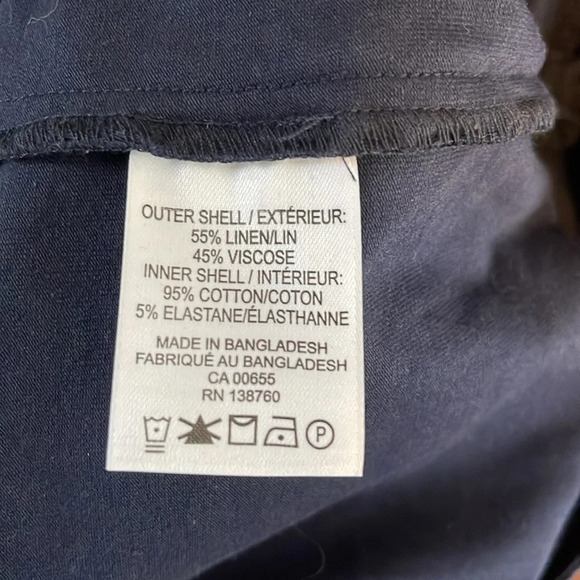 OUTER SHELL / EXTÉRIEUR:
55% LINEN/LIN
45% VISCOSE
INNER SHELL / INTÉRIEUR:
95% COTTON/COTON
5% ELASTANE/ÉLASTHANNE
MADE IN BANGLADESH
FABRIQUÉ AU BANGLADESH
CA 00655
RN 138760
P